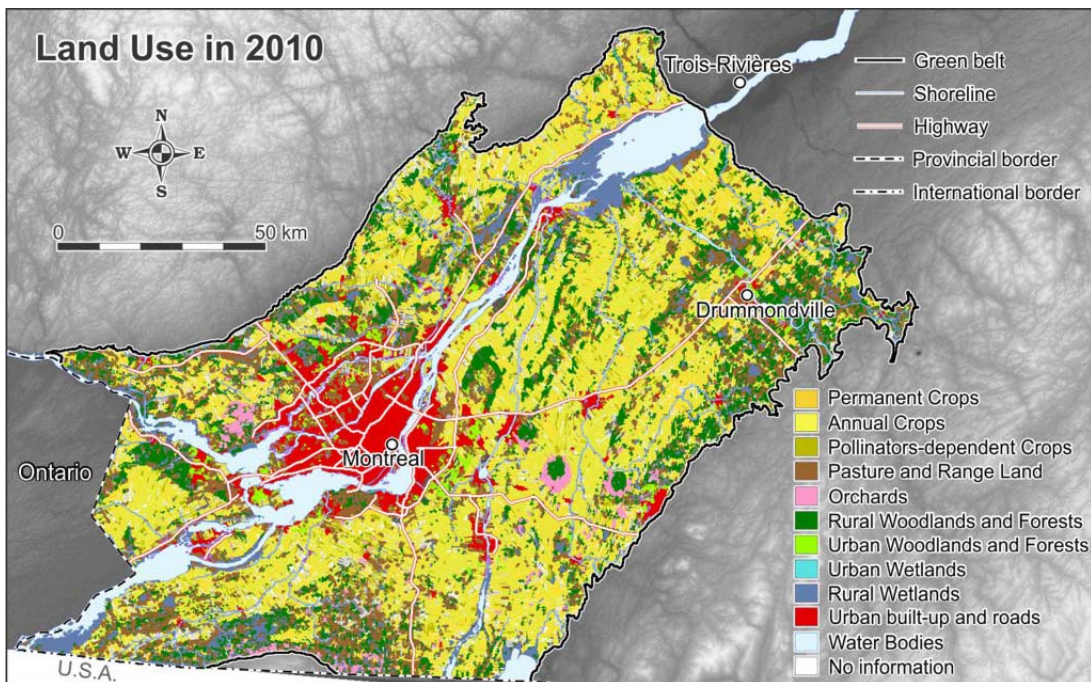 Land Use in 2010
N
W E
S
0 50 km
Trois-Rivières
Green belt
Shoreline
Highway
Provincial border
International border
Drummondville
Montreal
Ontario
U.S.A.
Permanent Crops
Annual Crops
Pollinators-dependent Crops
Pasture and Range Land
Orchards
Rural Woodlands and Forests
Urban Woodlands and Forests
Urban Wetlands
Rural Wetlands
Urban built-up and roads
Water Bodies
No information